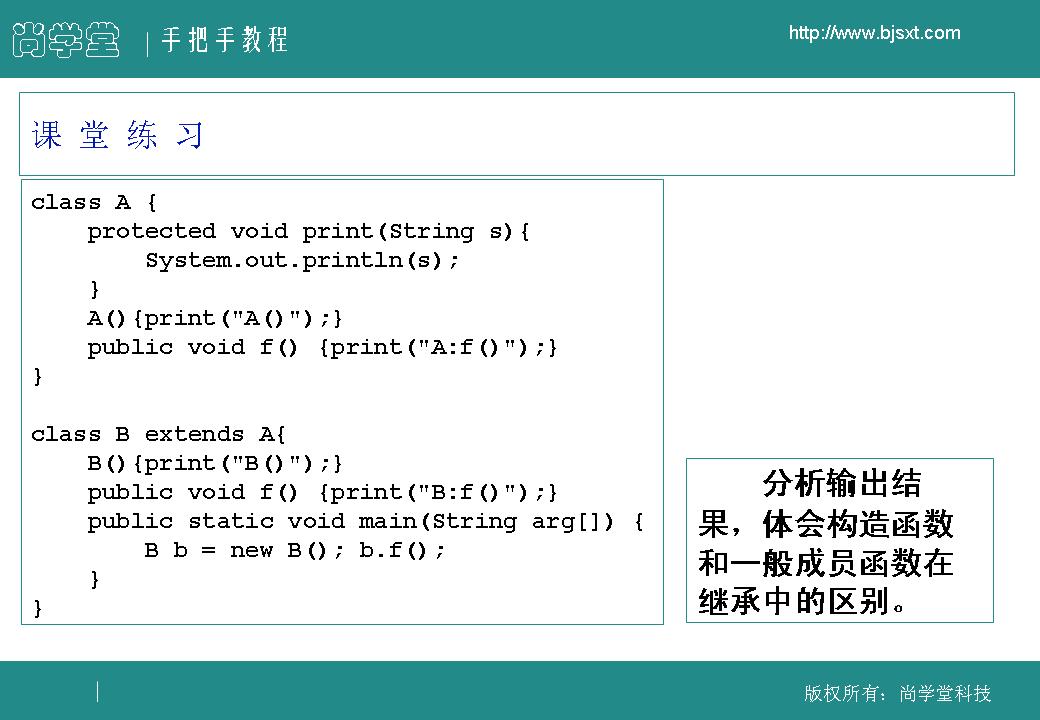 尚学堂 | 手把手教程
http://www.bjsxt.com
课 堂 练 习
class A {
    protected void print(String s){
        System.out.println(s);
    }
    A(){print("A()");}
    public void f() {print("A:f()");}
}
class B extends A{
    B(){print("B()");}
    public void f() {print("B:f()");}
    public static void main(String arg[]) {
        B b = new B(); b.f();
    }
}
分析输出结
果，体会构造函数
和一般成员函数在
继承中的区别。
版权所有：尚学堂科技